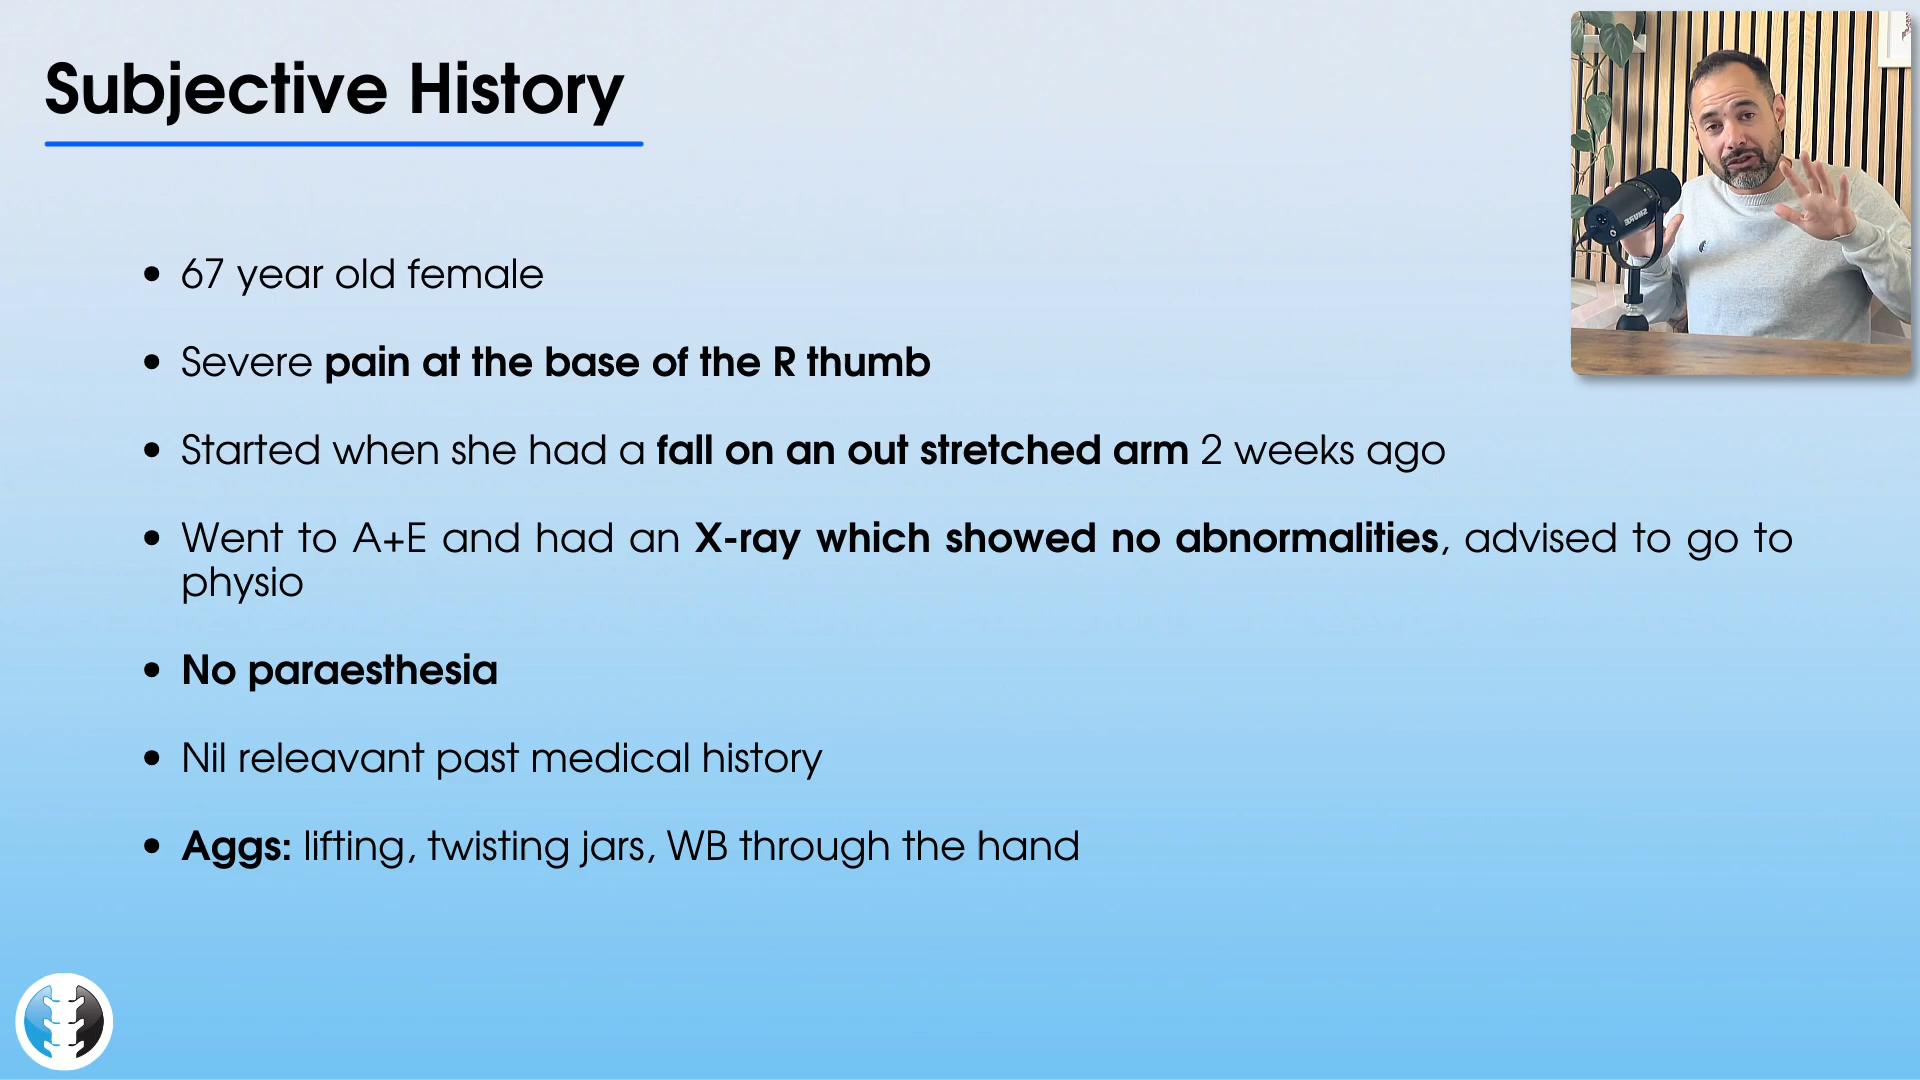 Subjective History
• 67 year old female
• Severe pain at the base of the R thumb
• Started when she had a fall on an out stretched arm 2 weeks ago
• Went to A+E and had an X-ray which showed no abnormalities, advised to go to
physio
• No paraesthesia
• Nil releavant past medical history
• Aggs: lifting, twisting jars, WB through the hand